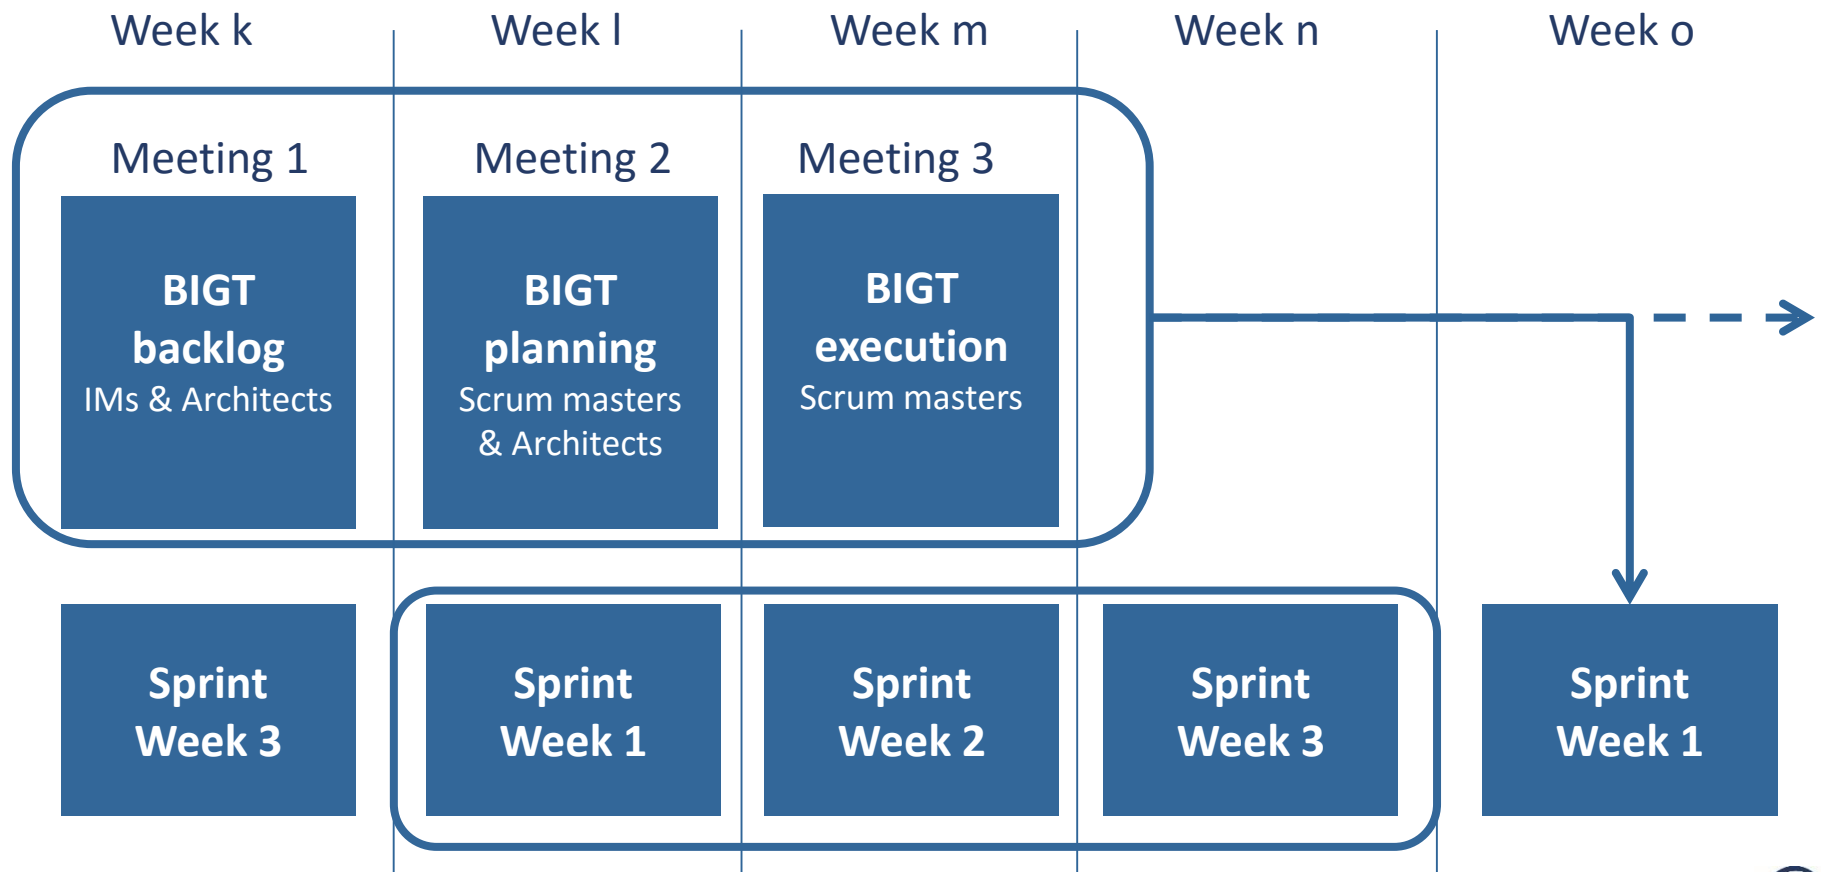 Week k
Week l
Week m
Week n
Week o
Meeting 1
Meeting 2
Meeting 3
BIGT
backlog
IMs & Architects
BIGT
planning
Scrum masters
& Architects
BIGT
execution
Scrum masters
Sprint
Week 3
Sprint
Week 1
Sprint
Week 2
Sprint
Week 3
Sprint
Week 1